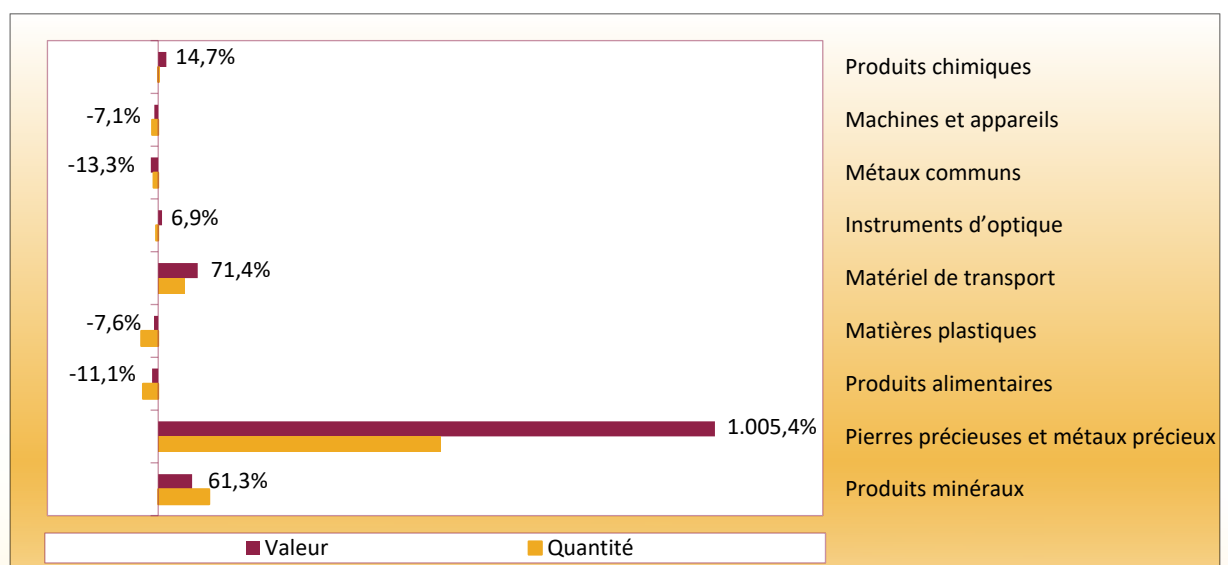 14,7% Produits chimiques
-7,1% Machines et appareils
-13,3% Métaux communs
6,9% Instruments d’optique
71,4% Matériel de transport
-7,6% Matières plastiques
-11,1% Produits alimentaires
1.005,4% Pierres précieuses et métaux précieux
61,3% Produits minéraux
Valeur Quantité